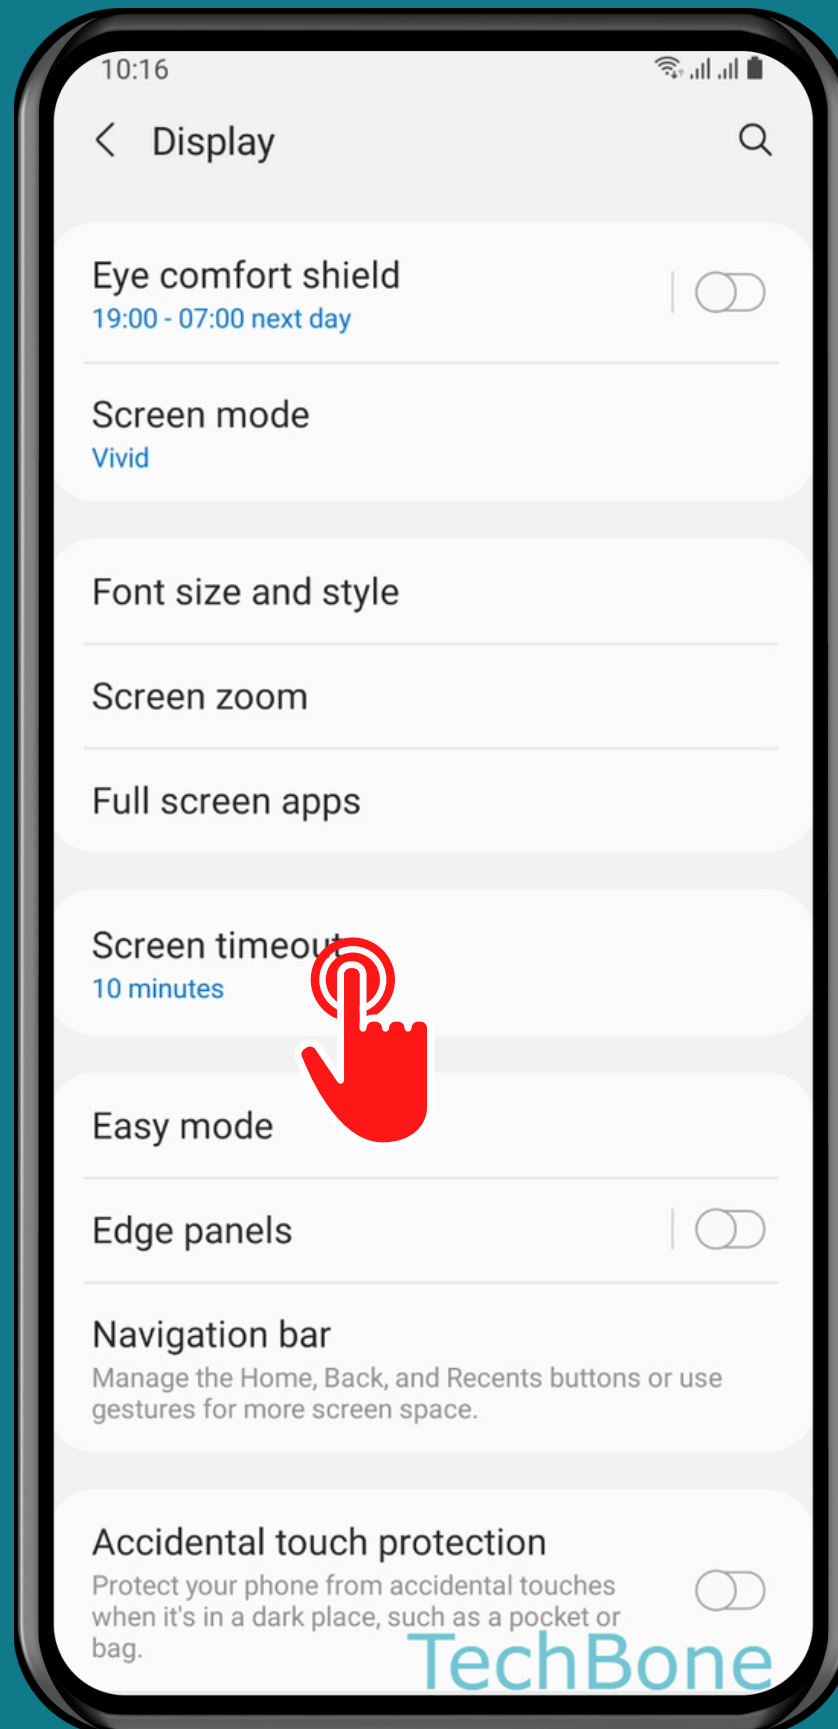 10:16
Display
Eye comfort shield
19:00 - 07:00 next day
Screen mode
Vivid
Font size and style
Screen zoom
Full screen apps
Screen timeout
10 minutes
Easy mode
Edge panels
Navigation bar
Manage the Home, Back, and Recents buttons or use
gestures for more screen space.
Accidental touch protection
Protect your phone from accidental touches
when it's in a dark place, such as a pocket or
bag.
TechBone